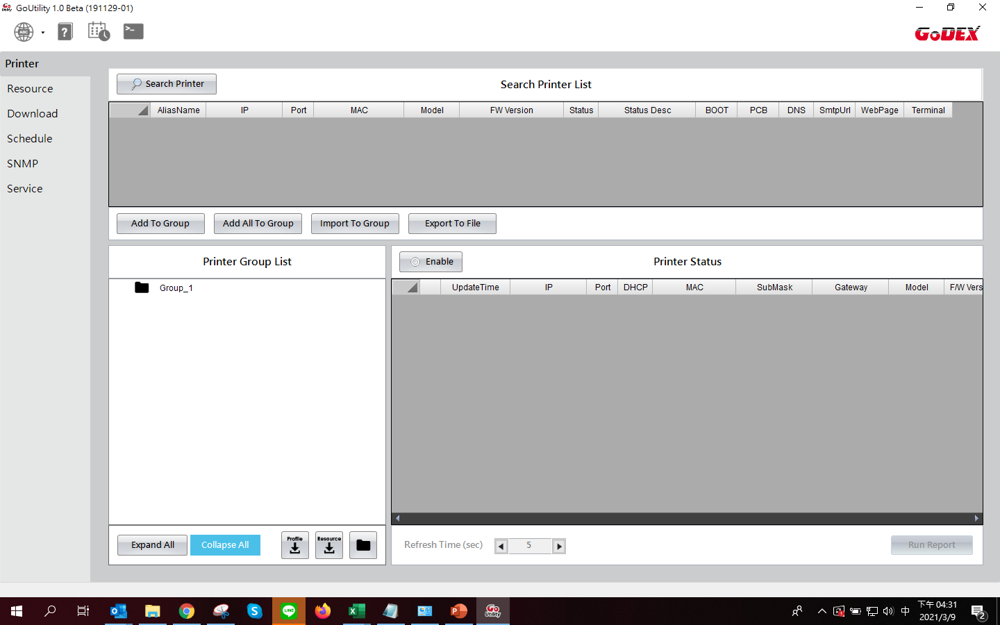 GoUtility 1.0 Beta (191129-01)
ABC
?
GoDEX
Printer
Resource
Download
Schedule
SNMP
Service
Search Printer
Search Printer List
AliasName IP Port MAC Model FW Version Status Status Desc BOOT PCB DNS SmtpUrl WebPage Terminal
Add To Group
Add All To Group
Import To Group
Export To File
Printer Group List
Group_1
Enable
Printer Status
UpdateTime IP Port DHCP MAC SubMask Gateway Model F/W Vers
Expand All
Collapse All
Profile
Resource
Refresh Time (sec)
5
Run Report
LINE
Go
Utility
中
下午 04:31
2021/3/9
2